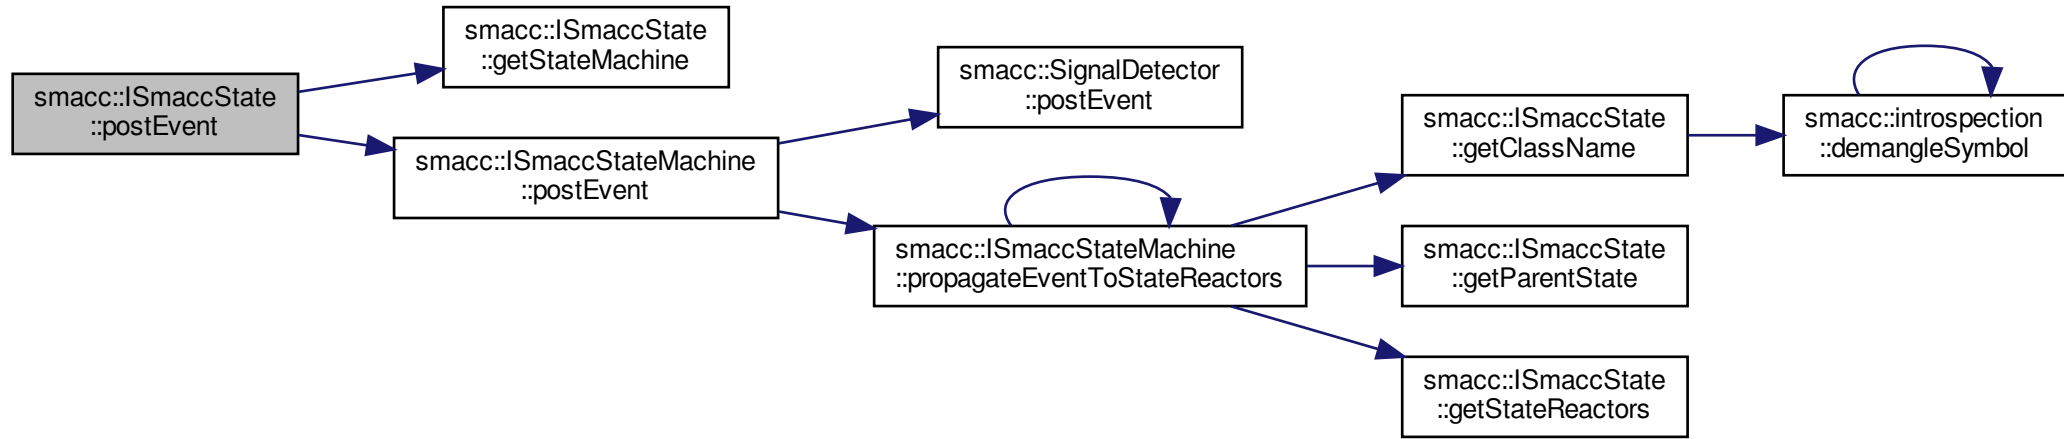 smacc::ISmaccState
::postEvent
smacc::ISmaccState
::getStateMachine
smacc::ISmaccStateMachine
::postEvent
smacc::SignalDetector
::postEvent
smacc::ISmaccStateMachine
::propagateEventToStateReactors
smacc::ISmaccState
::getClassName
smacc::introspection
::demangleSymbol
smacc::ISmaccState
::getParentState
smacc::ISmaccState
::getStateReactors